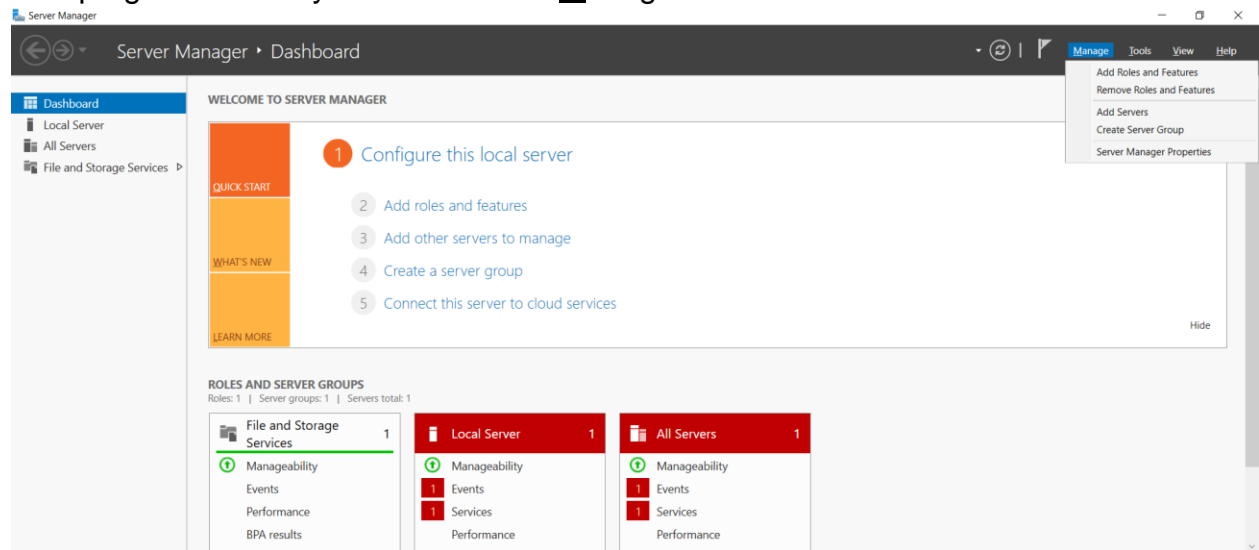 Server Manager
Server Manager • Dashboard
Manage Tools View Help
Add Roles and Features
Remove Roles and Features
Add Servers
Create Server Group
Server Manager Properties
Dashboard
Local Server
All Servers
File and Storage Services
WELCOME TO SERVER MANAGER
QUICK START
WHAT'S NEW
LEARN MORE
1 Configure this local server
2 Add roles and features
3 Add other servers to manage
4 Create a server group
5 Connect this server to cloud services
Hide
ROLES AND SERVER GROUPS
Roles: 1 | Server groups: 1 | Servers total: 1
File and Storage
Services
1
Manageability
Events
Performance
BPA results
Local Server 1
Manageability
1 Events
1 Services
Performance
All Servers 1
Manageability
1 Events
1 Services
Performance